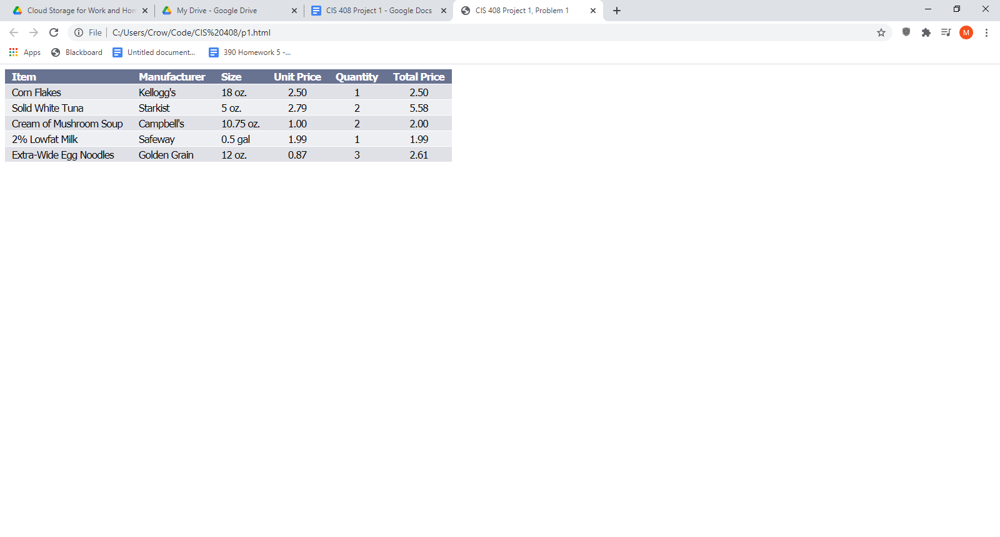 Cloud Storage for Work and Hom
My Drive - Google Drive
CIS 408 Project 1 - Google Docs
CIS 408 Project 1, Problem 1
File C:/Users/Crow/Code/CIS%20408/p1.html
M
Apps Blackboard Untitled document... 390 Homework 5 -...
Item Manufacturer Size Unit Price Quantity Total Price
Corn Flakes Kellogg's 18 oz. 2.50 1 2.50
Solid White Tuna Starkist 5 oz. 2.79 2 5.58
Cream of Mushroom Soup Campbell's 10.75 oz. 1.00 2 2.00
2% Lowfat Milk Safeway 0.5 gal 1.99 1 1.99
Extra-Wide Egg Noodles Golden Grain 12 oz. 0.87 3 2.61